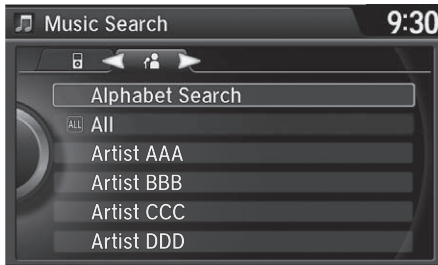 Music Search
9:30
Alphabet Search
ALL All
Artist AAA
Artist BBB
Artist CCC
Artist DDD